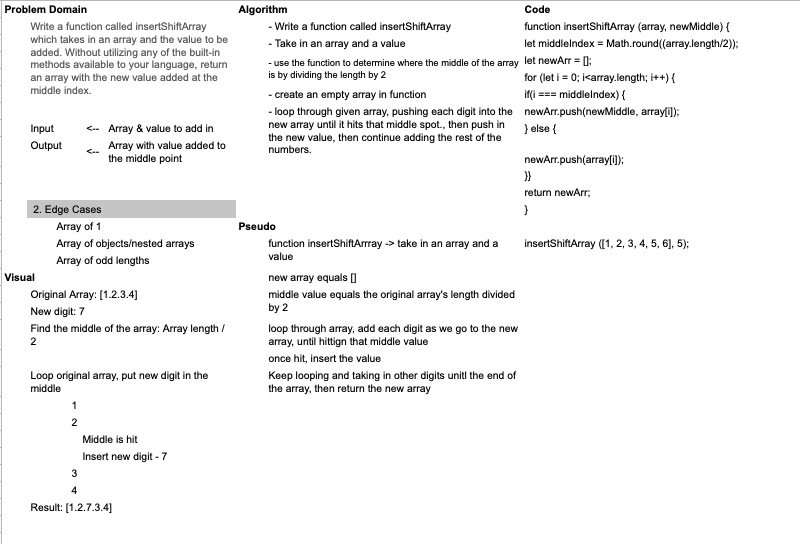 Problem Domain
Write a function called insertShiftArray
which takes in an array and the value to be
added. Without utilizing any of the built-in
methods available to your language, return
an array with the new value added at the
middle index.
Input <-- Array & value to add in
Output <-- Array with value added to
the middle point
2. Edge Cases
Array of 1
Array of objects/nested arrays
Array of odd lengths
Visual
Original Array: [1.2.3.4]
New digit: 7
Find the middle of the array: Array length /
2
Loop original array, put new digit in the
middle
1
2
Middle is hit
Insert new digit - 7
3
4
Result: [1.2.7.3.4]
Algorithm
- Write a function called insertShiftArray
- Take in an array and a value
- use the function to determine where the middle of the array
is by dividing the length by 2
- create an empty array in function
- loop through given array, pushing each digit into the
new array until it hits that middle spot., then push in
the new value, then continue adding the rest of the
numbers.
Pseudo
function insertShiftArrray -> take in an array and a
value
new array equals []
middle value equals the original array's length divided
by 2
loop through array, add each digit as we go to the new
array, until hittign that middle value
once hit, insert the value
Keep looping and taking in other digits unitl the end of
the array, then return the new array
Code
function insertShiftArray (array, newMiddle) {
let middleIndex = Math.round((array.length/2));
let newArr = [];
for (let i = 0; i<array.length; i++) {
if(i === middleIndex) {
newArr.push(newMiddle, array[i]);
} else {
newArr.push(array[i]);
}}
return newArr;
}
insertShiftArray ([1, 2, 3, 4, 5, 6], 5);